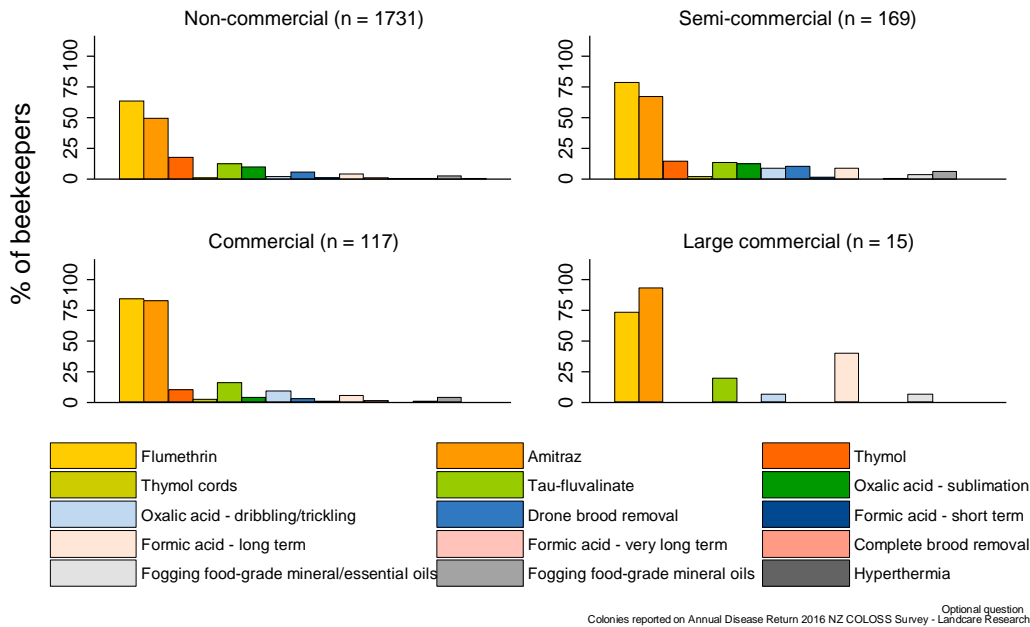 Non-commercial (n = 1731)
Semi-commercial (n = 169)
% of beekeepers
100
75
50
25
0
100
75
50
25
0
Commercial (n = 117)
Large commercial (n = 15)
100
75
50
25
0
100
75
50
25
0
Flumethrin
Amitraz
Thymol
Thymol cords
Tau-fluvalinate
Oxalic acid - sublimation
Oxalic acid - dribbling/trickling
Drone brood removal
Formic acid - short term
Formic acid - long term
Formic acid - very long term
Complete brood removal
Fogging food-grade mineral/essential oils
Fogging food-grade mineral oils
Hyperthermia
Optional question
Colonies reported on Annual Disease Return 2016 NZ COLOSS Survey - Landcare Research